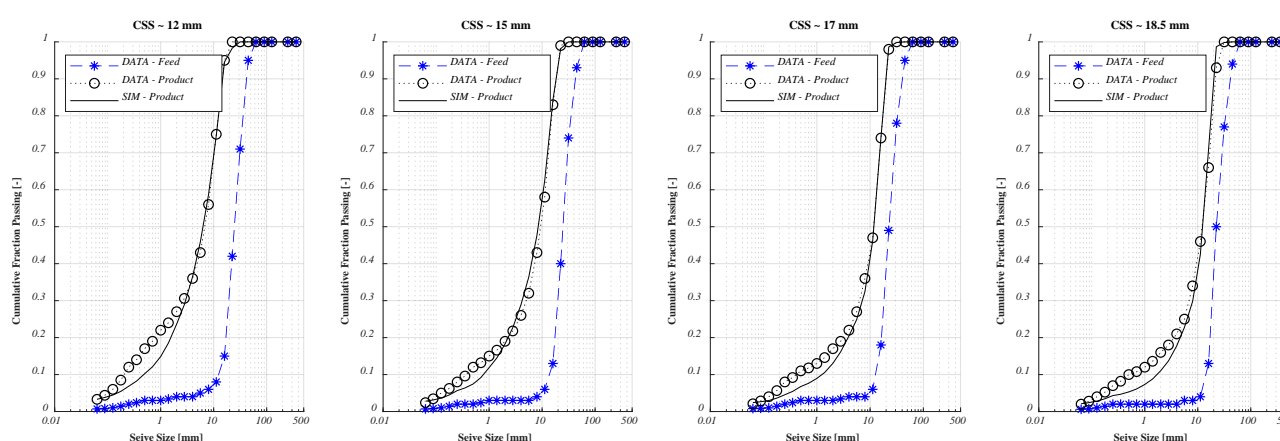 CSS ~ 12 mm
1
0.9
0.8
0.7
0.6
0.5
0.4
0.3
0.2
0.1
0
Cumulative Fraction Passing [-]
DATA - Feed
DATA - Product
SIM - Product
0.01
1
10
100
500
Seive Size [mm]
CSS ~ 15 mm
1
0.9
0.8
0.7
0.6
0.5
0.4
0.3
0.2
0.1
0
Cumulative Fraction Passing [-]
DATA - Feed
DATA - Product
SIM - Product
0.01
1
10
100
500
Seive Size [mm]
CSS ~ 17 mm
1
0.9
0.8
0.7
0.6
0.5
0.4
0.3
0.2
0.1
0
Cumulative Fraction Passing [-]
DATA - Feed
DATA - Product
SIM - Product
0.01
1
10
100
500
Seive Size [mm]
CSS ~ 18.5 mm
1
0.9
0.8
0.7
0.6
0.5
0.4
0.3
0.2
0.1
0
Cumulative Fraction Passing [-]
DATA - Feed
DATA - Product
SIM - Product
0.01
1
10
100
500
Seive Size [mm]